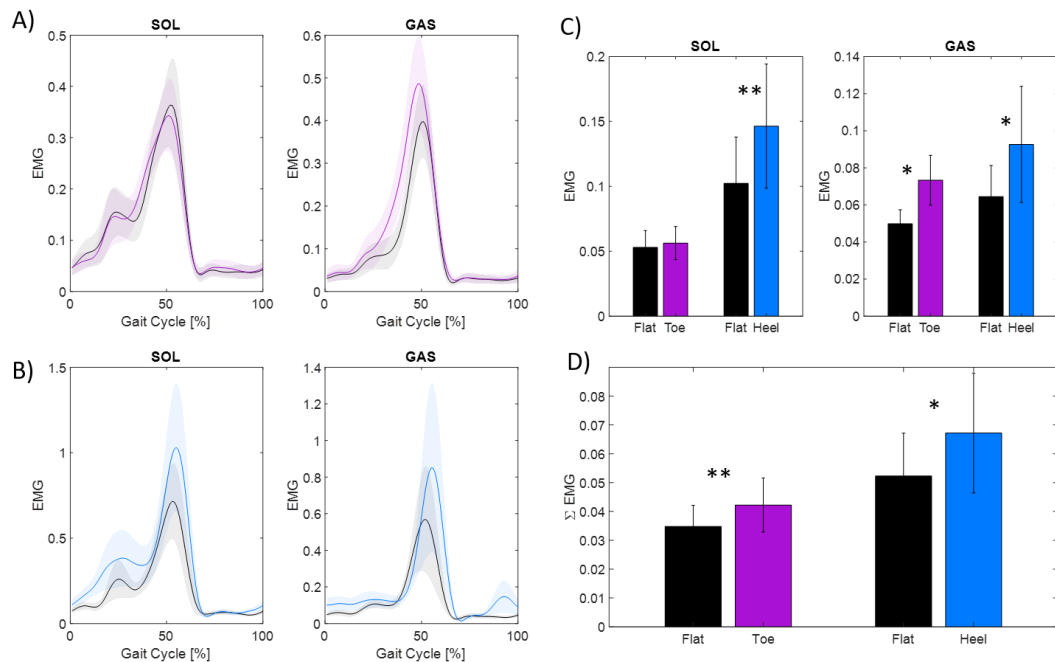 A)
SOL
EMG
0.5
0.4
0.3
0.2
0.1
0
0 50 100
Gait Cycle [%]
GAS
EMG
0.6
0.5
0.4
0.3
0.2
0.1
0
0 50 100
Gait Cycle [%]
B)
SOL
EMG
1.5
1
0.5
0
0 50 100
Gait Cycle [%]
GAS
EMG
1.4
1.2
1
0.8
0.6
0.4
0.2
0
0 50 100
Gait Cycle [%]
C)
SOL
EMG
0.2
0.15
0.1
0.05
0
**
Flat Toe Flat Heel
GAS
EMG
0.14
0.12
0.1
0.08
0.06
0.04
0.02
0
*
*
Flat Toe Flat Heel
D)
Σ EMG
0.09
0.08
0.07
0.06
0.05
0.04
0.03
0.02
0.01
0
**
*
Flat Toe Flat Heel